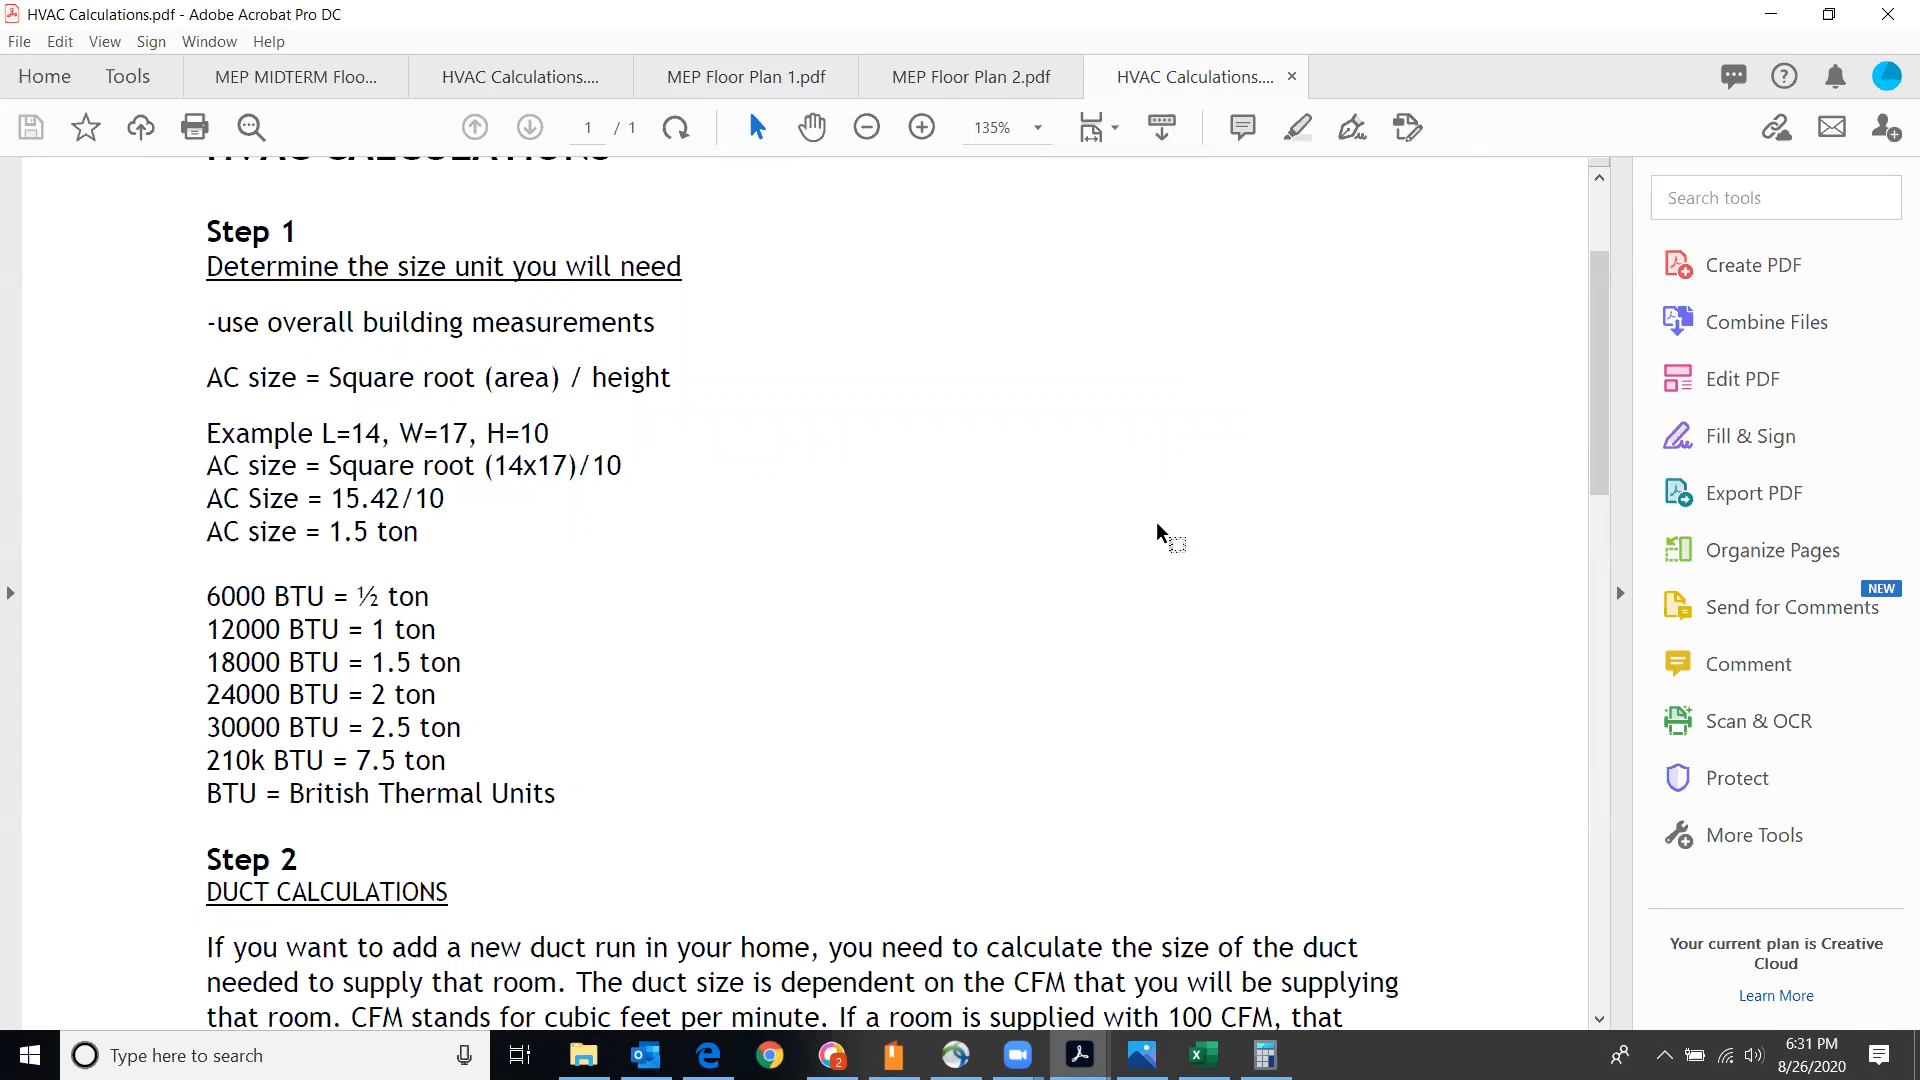 HVAC Calculations.pdf - Adobe Acrobat Pro DC
File Edit View Sign Window Help
Home Tools MEP MIDTERM Floo... HVAC Calculations.... MEP Floor Plan 1.pdf MEP Floor Plan 2.pdf HVAC Calculations.... ×
1 / 1 135%
HVAC CALCULATIONS
Step 1
Determine the size unit you will need
-use overall building measurements
AC size = Square root (area) / height
Example L=14, W=17, H=10
AC size = Square root (14x17)/10
AC Size = 15.42/10
AC size = 1.5 ton
6000 BTU = ½ ton
12000 BTU = 1 ton
18000 BTU = 1.5 ton
24000 BTU = 2 ton
30000 BTU = 2.5 ton
210k BTU = 7.5 ton
BTU = British Thermal Units
Step 2
DUCT CALCULATIONS
If you want to add a new duct run in your home, you need to calculate the size of the duct
needed to supply that room. The duct size is dependent on the CFM that you will be supplying
that room. CFM stands for cubic feet per minute. If a room is supplied with 100 CFM, that
Search tools
Create PDF
Combine Files
Edit PDF
Fill & Sign
Export PDF
Organize Pages
NEW
Send for Comments
Comment
Scan & OCR
Protect
More Tools
Your current plan is Creative
Cloud
Learn More
Type here to search
2
6:31 PM
8/26/2020